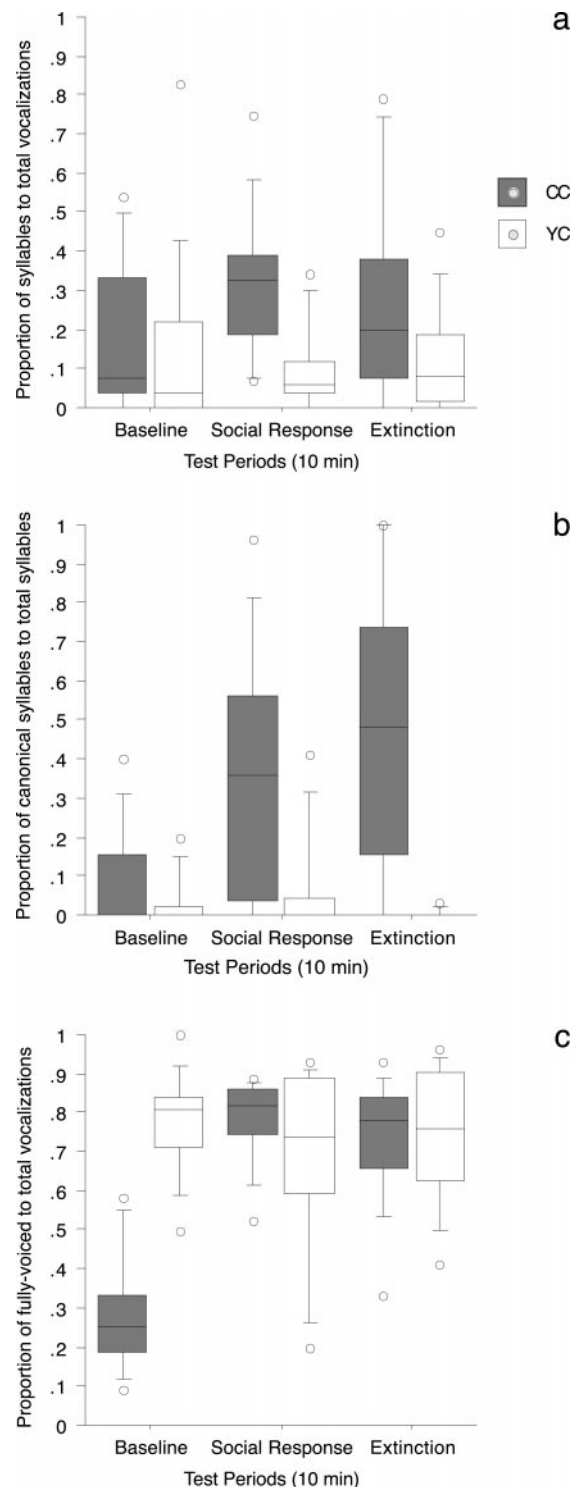 a
Proportion of syllables to total vocalizations
1
.9
.8
.7
.6
.5
.4
.3
.2
.1
0
CC
YC
Baseline Social Response Extinction
Test Periods (10 min)
b
Proportion of canonical syllables to total syllables
1
.9
.8
.7
.6
.5
.4
.3
.2
.1
0
Baseline Social Response Extinction
Test Periods (10 min)
c
Proportion of fully-voiced to total vocalizations
1
.9
.8
.7
.6
.5
.4
.3
.2
.1
0
Baseline Social Response Extinction
Test Periods (10 min)